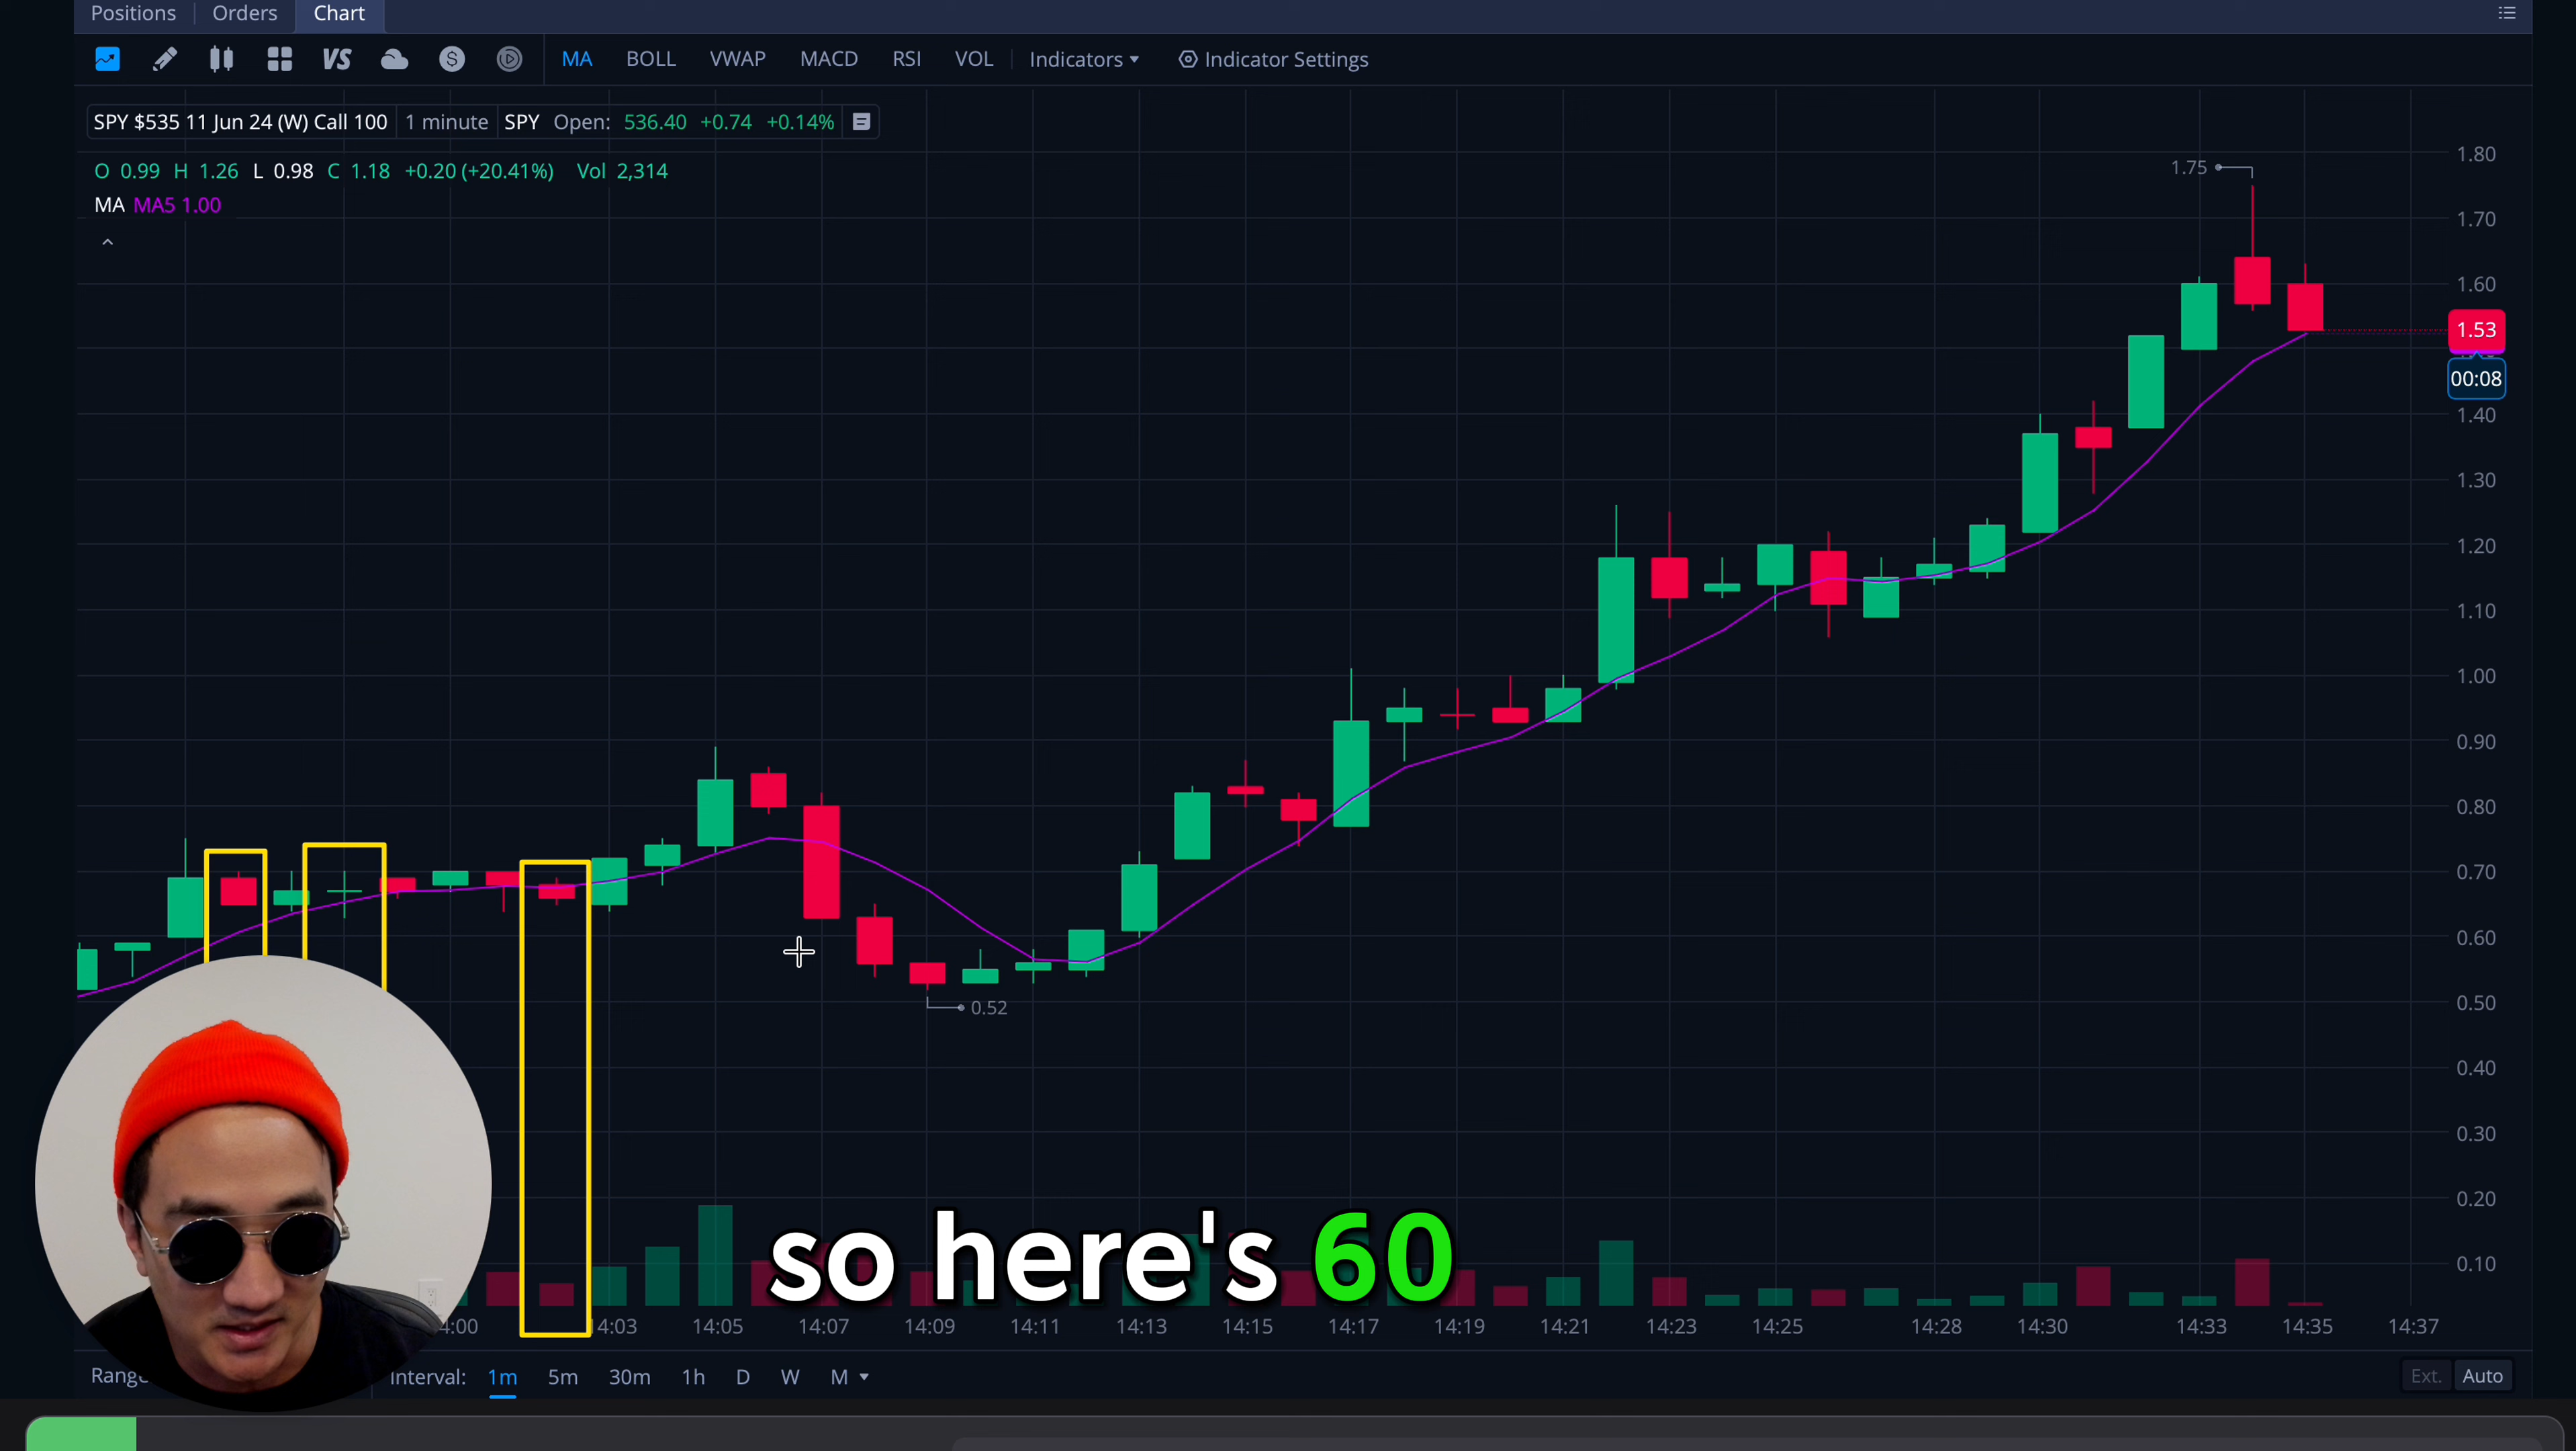 Positions Orders Chart
VS MA BOLL VWAP MACD RSI VOL Indicators Indicator Settings
SPY $535 11 Jun 24 (W) Call 100 1 minute SPY Open: 536.40 +0.74 +0.14%
O 0.99 H 1.26 L 0.98 C 1.18 +0.20 (+20.41%) Vol 2,314
MA MA5 1.00
1.80
1.75
1.70
1.60
1.53
00:08
1.40
1.30
1.20
1.10
1.00
0.90
0.80
0.70
0.60
0.52
0.50
0.40
0.30
0.20
0.10
so here's 60
14:03 14:05 14:07 14:09 14:11 14:13 14:15 14:17 14:19 14:21 14:23 14:25 14:28 14:30 14:33 14:35 14:37
Interval: 1m 5m 30m 1h D W M Ext. Auto